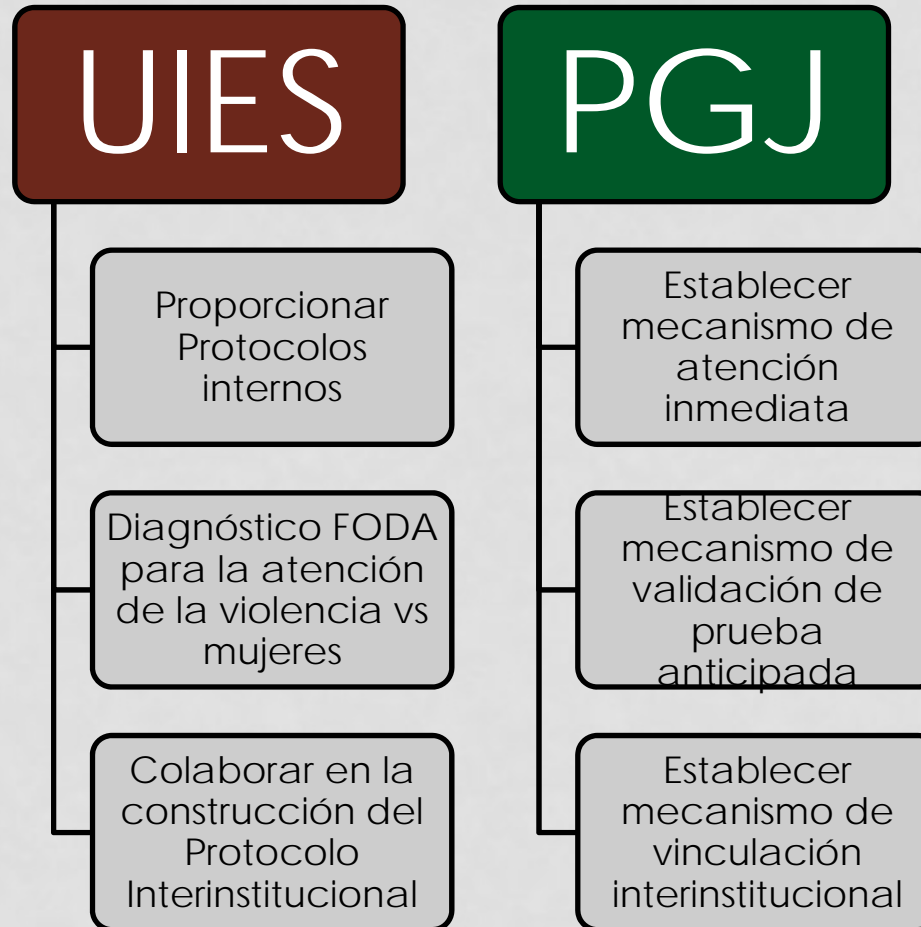 UIES
Proporcionar
Protocolos
internos
Diagnóstico FODA
para la atención
de la violencia vs
mujeres
Colaborar en la
construcción del
Protocolo
Interinstitucional
PGJ
Establecer
mecanismo de
atención
inmediata
Establecer
mecanismo de
validación de
prueba
anticipada
Establecer
mecanismo de
vinculación
interinstitucional